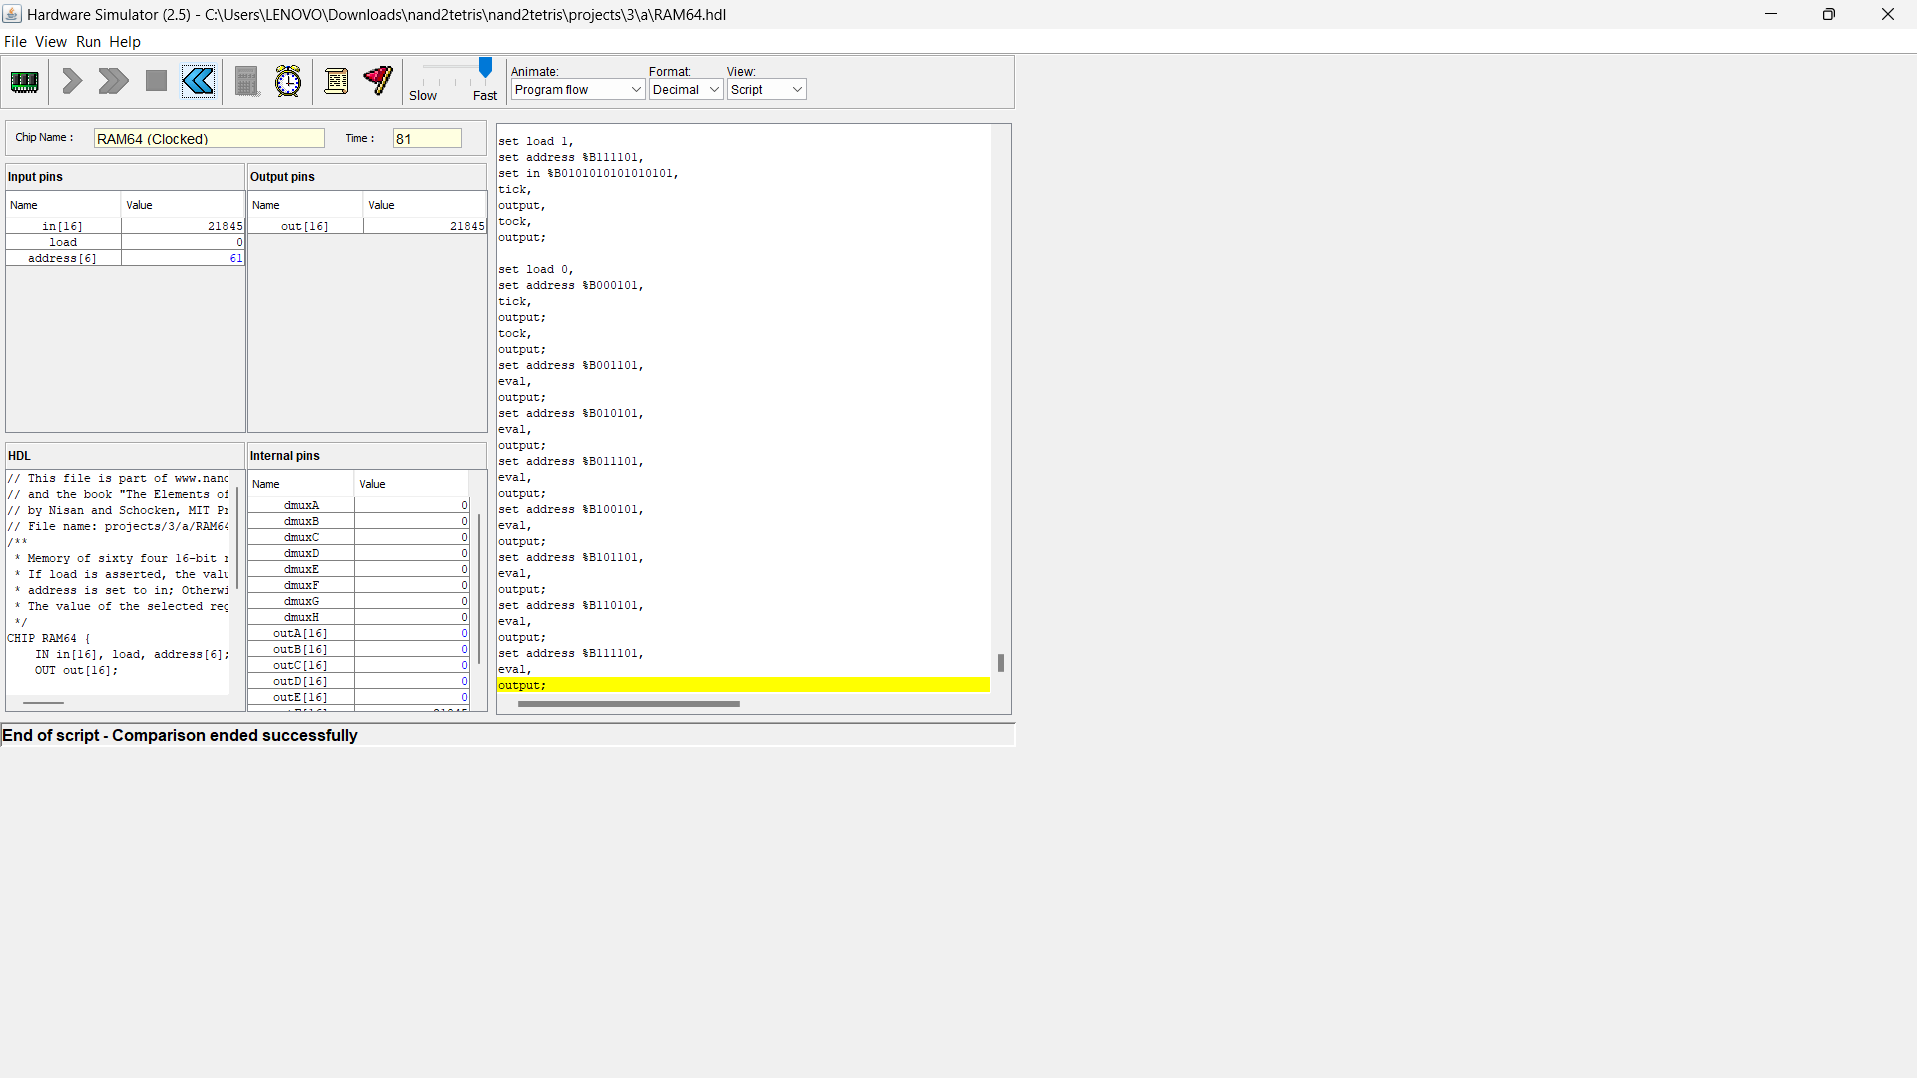 Hardware Simulator (2.5) - C:\Users\LENOVO\Downloads\nand2tetris\nand2tetris\projects\3\a\RAM64.hdl
File View Run Help
Slow Fast
Animate:
Program flow
Format:
Decimal
View:
Script
Chip Name :
RAM64 (Clocked)
Time :
81
Input pins
Name Value
in[16] 21845
load 0
address[6] 61
Output pins
Name Value
out[16] 21845
HDL
// This file is part of www.nand
// and the book "The Elements of
// by Nisan and Schocken, MIT Pr
// File name: projects/3/a/RAM64
/**
* Memory of sixty four 16-bit r
* If load is asserted, the valu
* address is set to in; Otherwi
* The value of the selected reg
*/
CHIP RAM64 {
IN in[16], load, address[6];
OUT out[16];
Internal pins
Name Value
dmuxA 0
dmuxB 0
dmuxC 0
dmuxD 0
dmuxE 0
dmuxF 0
dmuxG 0
dmuxH 0
outA[16] 0
outB[16] 0
outC[16] 0
outD[16] 0
outE[16] 0
set load 1,
set address %B111101,
set in %B0101010101010101,
tick,
output,
tock,
output;
set load 0,
set address %B000101,
tick,
output;
tock,
output;
set address %B001101,
eval,
output;
set address %B010101,
eval,
output;
set address %B011101,
eval,
output;
set address %B100101,
eval,
output;
set address %B101101,
eval,
output;
set address %B110101,
eval,
output;
set address %B111101,
eval,
output;
End of script - Comparison ended successfully